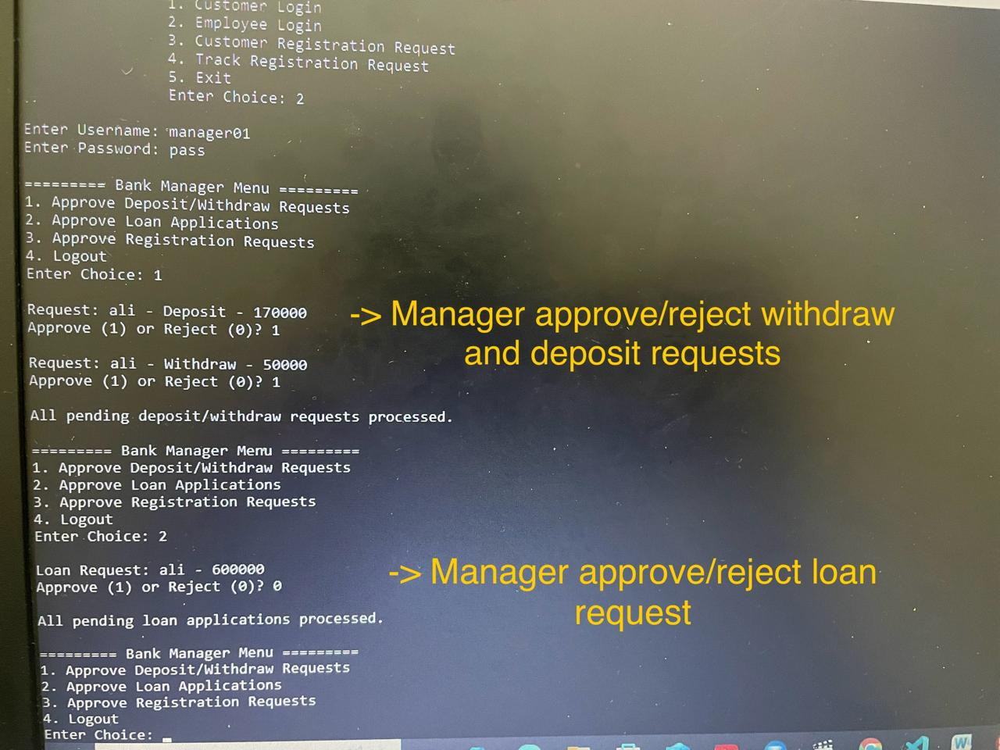 1. Customer Login
2. Employee Login
3. Customer Registration Request
4. Track Registration Request
5. Exit
Enter Choice: 2
Enter Username: manager01
Enter Password: pass
========= Bank Manager Menu =========
1. Approve Deposit/Withdraw Requests
2. Approve Loan Applications
3. Approve Registration Requests
4. Logout
Enter Choice: 1
Request: ali - Deposit - 170000
Approve (1) or Reject (0)? 1
-> Manager approve/reject withdraw
and deposit requests
Request: ali - Withdraw - 50000
Approve (1) or Reject (0)? 1
All pending deposit/withdraw requests processed.
========= Bank Manager Menu =========
1. Approve Deposit/Withdraw Requests
2. Approve Loan Applications
3. Approve Registration Requests
4. Logout
Enter Choice: 2
Loan Request: ali - 600000
Approve (1) or Reject (0)? 0
-> Manager approve/reject loan
request
All pending loan applications processed.
========= Bank Manager Menu =========
1. Approve Deposit/Withdraw Requests
2. Approve Loan Applications
3. Approve Registration Requests
4. Logout
Enter Choice: _
W